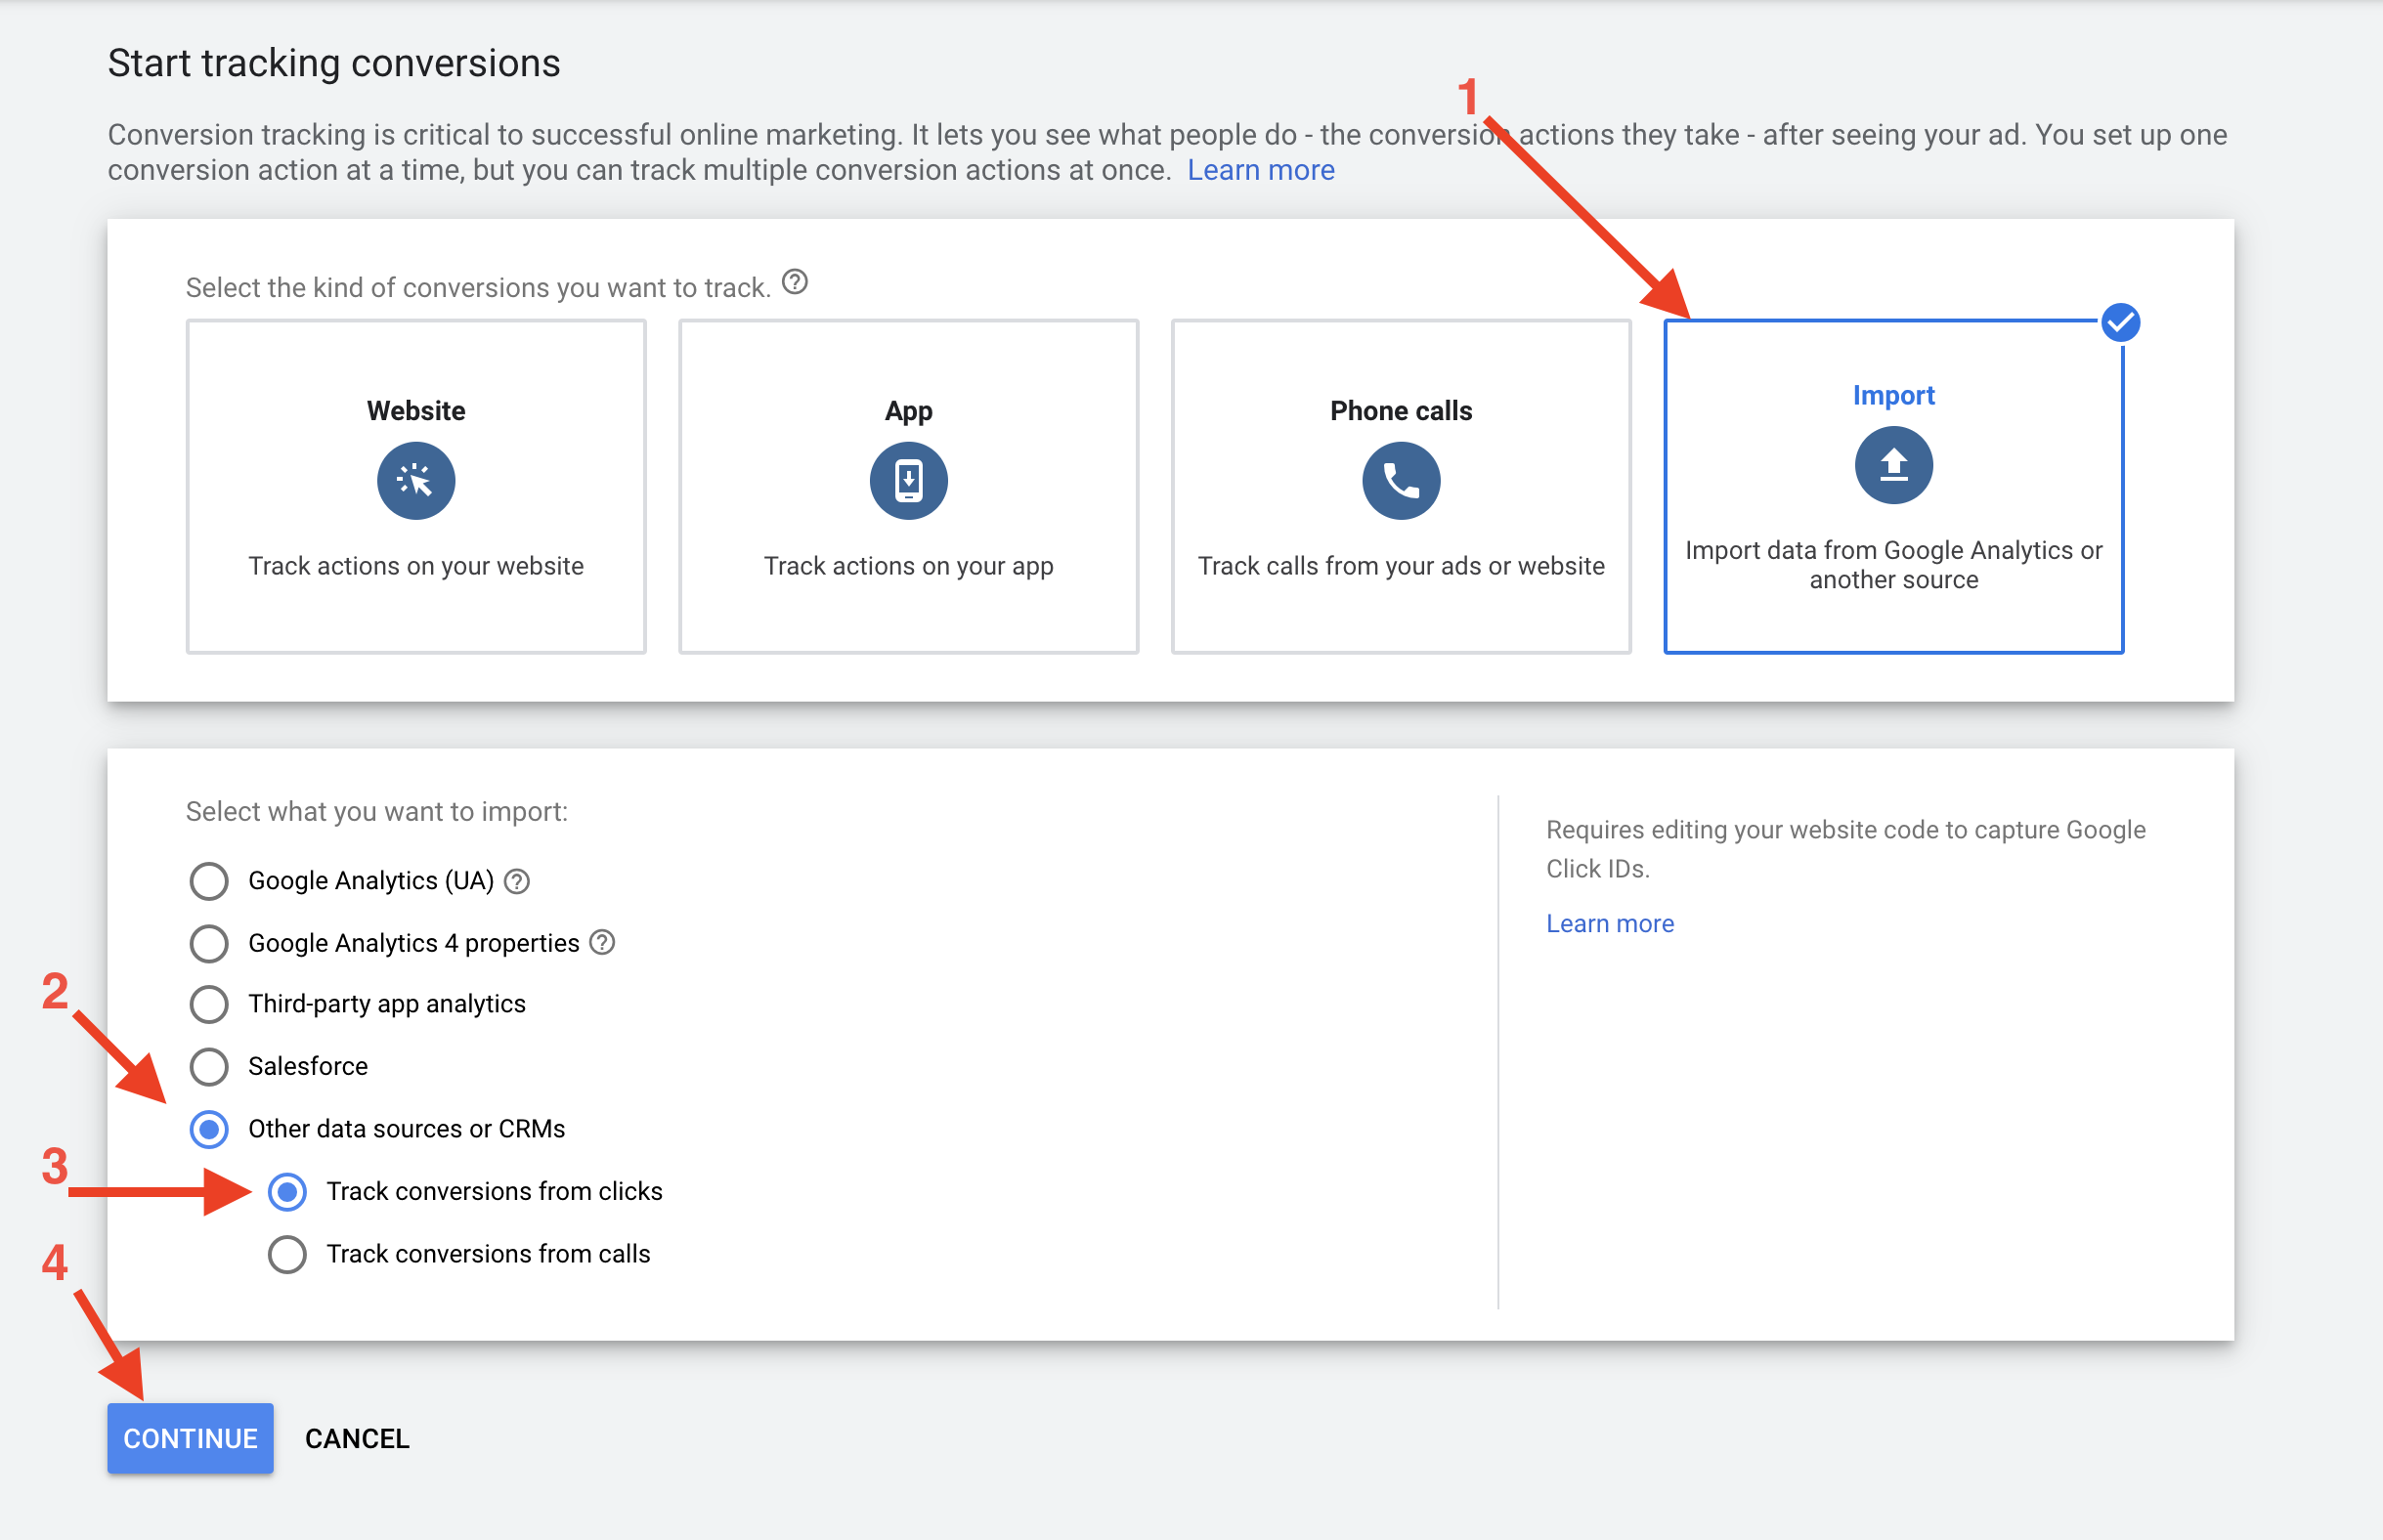 Start tracking conversions
1
Conversion tracking is critical to successful online marketing. It lets you see what people do - the conversion actions they take - after seeing your ad. You set up one
conversion action at a time, but you can track multiple conversion actions at once. Learn more
Select the kind of conversions you want to track. ?
Website
Track actions on your website
App
Track actions on your app
Phone calls
Track calls from your ads or website
Import
Import data from Google Analytics or
another source
Select what you want to import:
Google Analytics (UA) ?
Google Analytics 4 properties ?
Third-party app analytics
Salesforce
2
Other data sources or CRMs
3
Track conversions from clicks
Track conversions from calls
4
Requires editing your website code to capture Google
Click IDs.
Learn more
CONTINUE
CANCEL